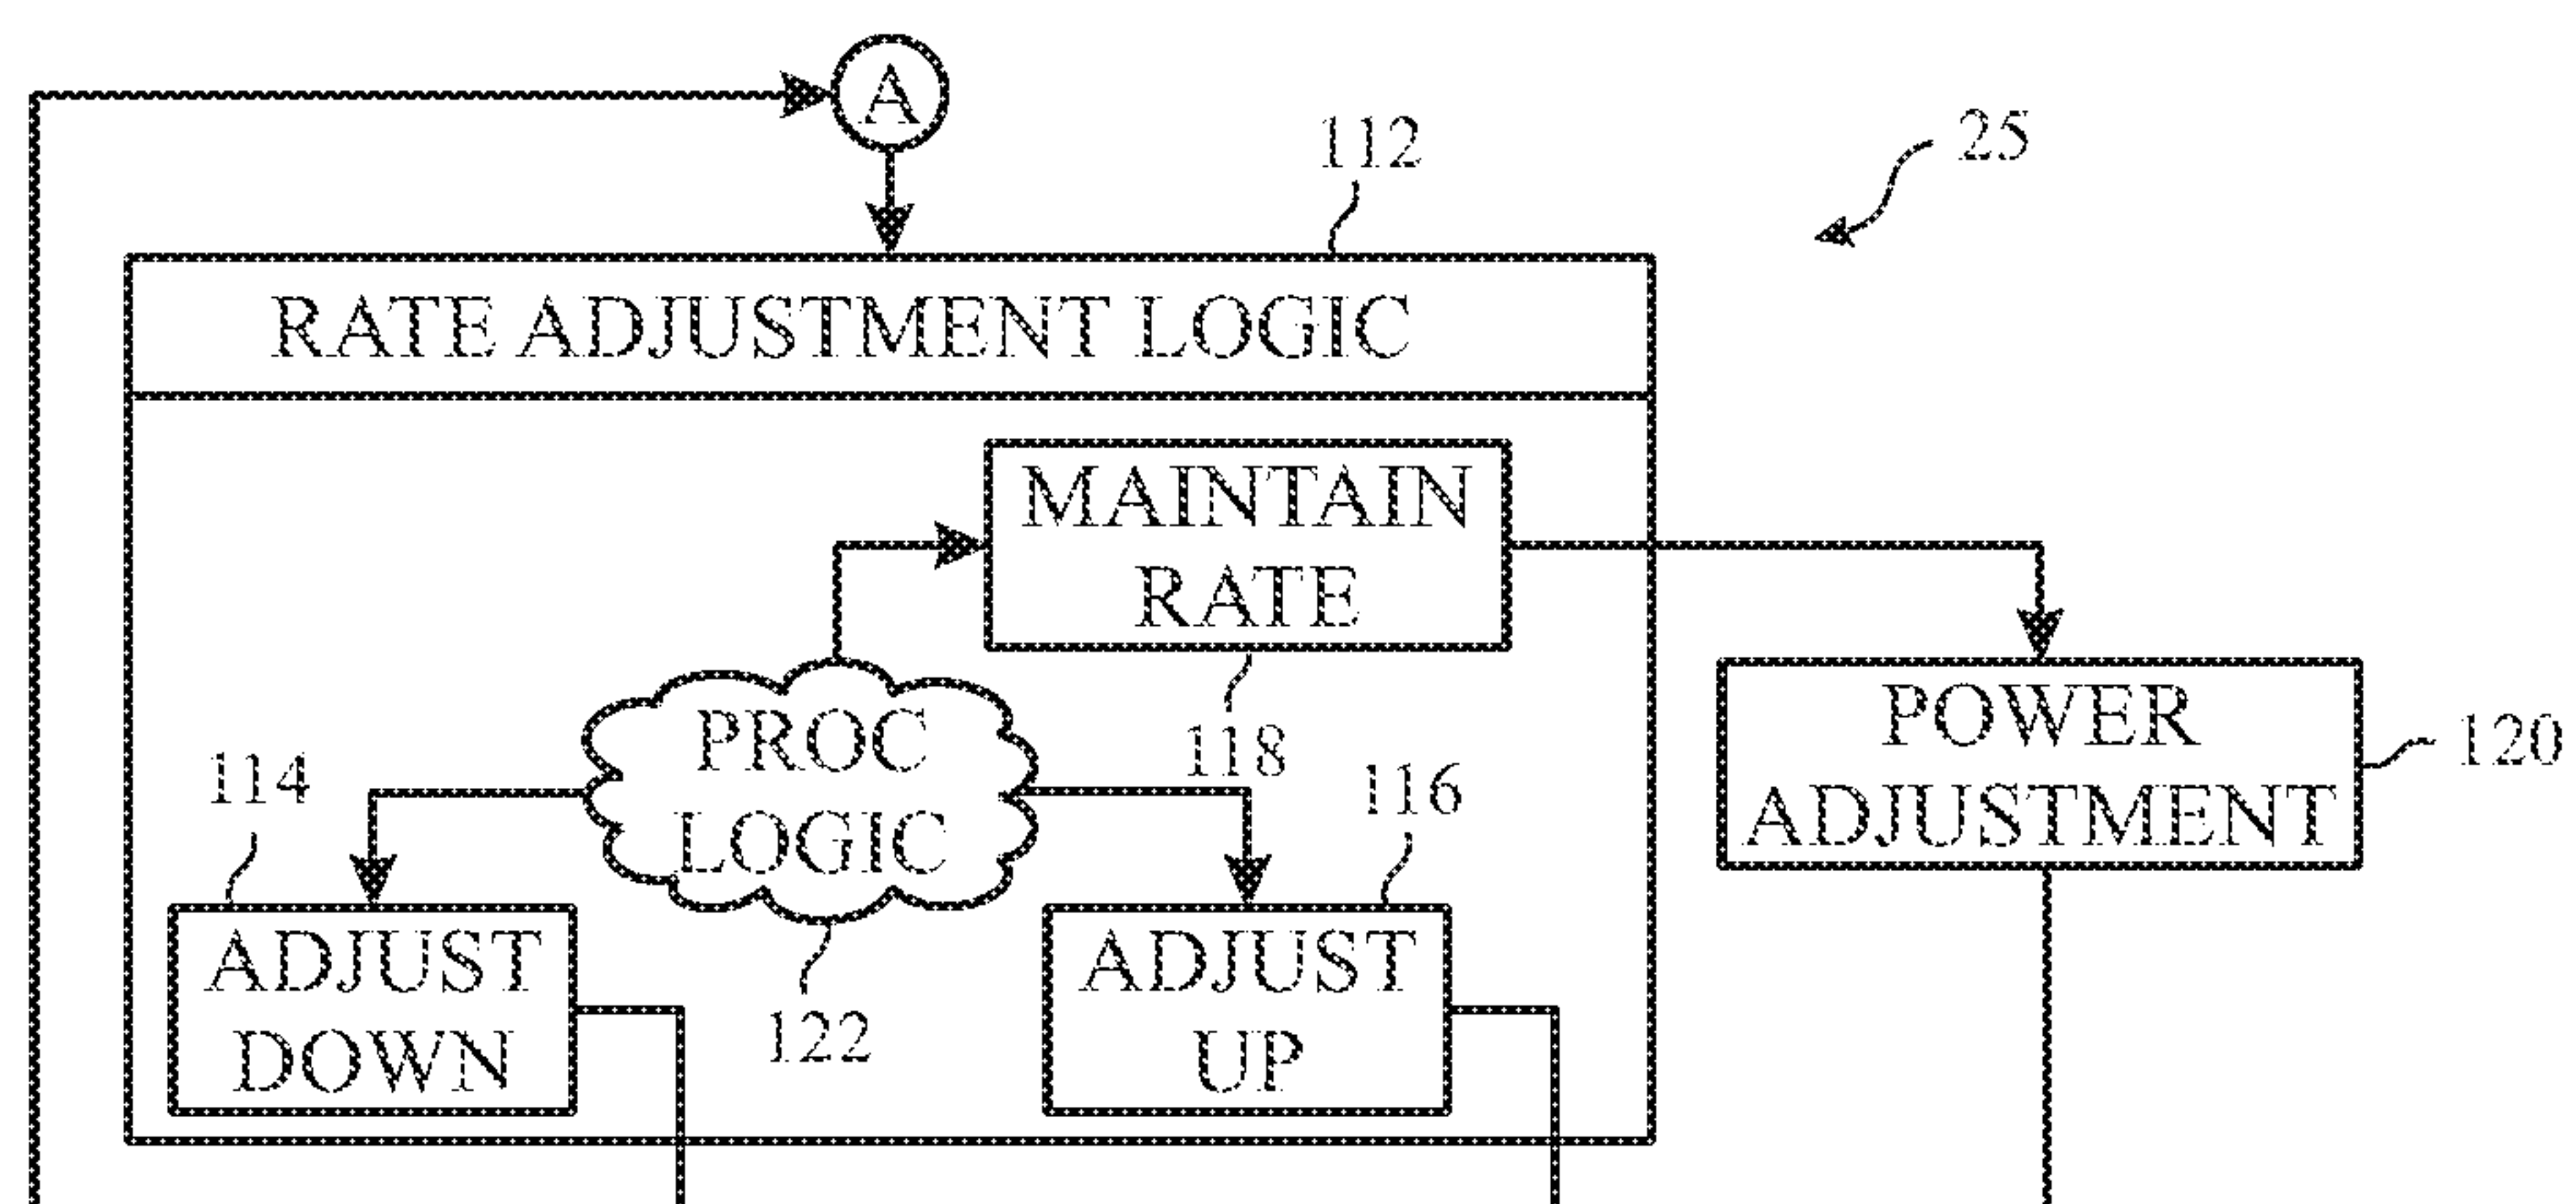 A
112
25
RATE ADJUSTMENT LOGIC
MAINTAIN
RATE
118
PROC
LOGIC
122
114
ADJUST
DOWN
116
ADJUST
UP
POWER
ADJUSTMENT
120